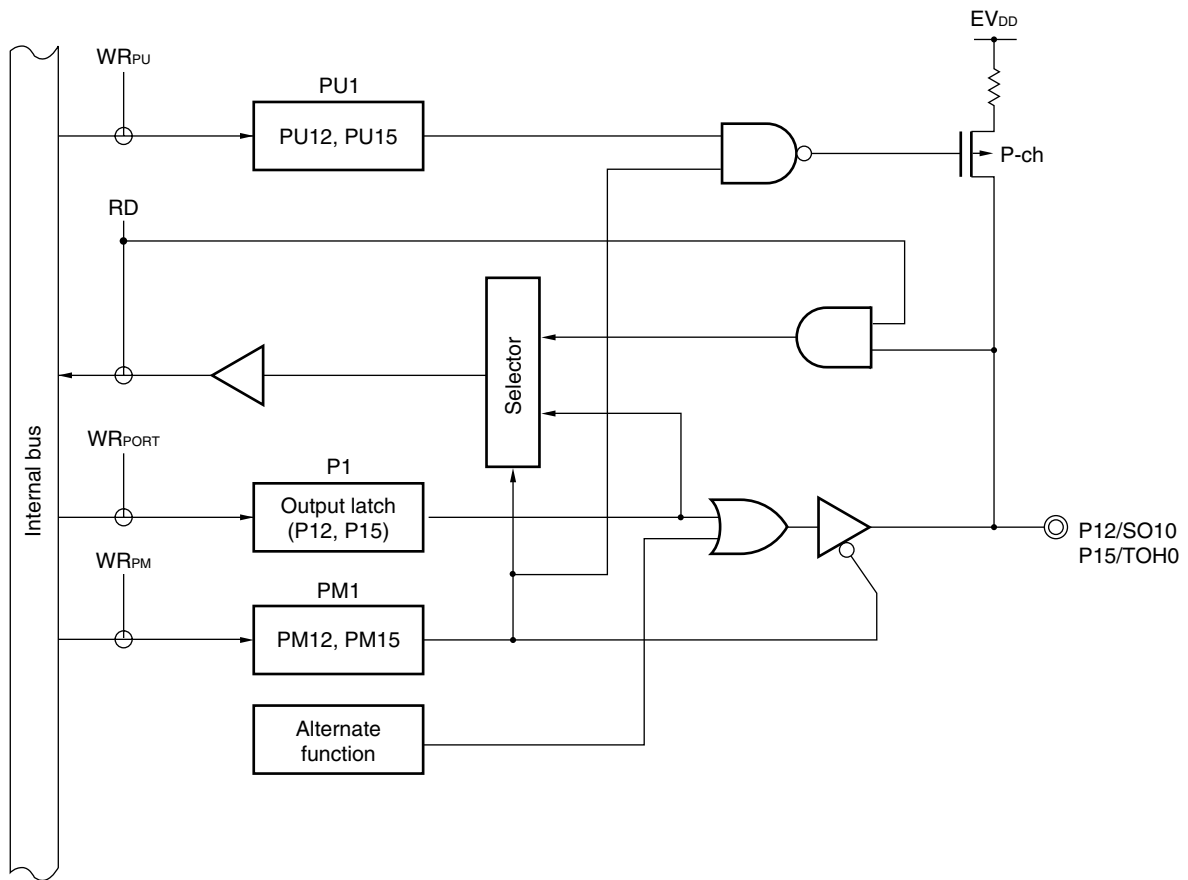 EVDD
WRPU
PU1
PU12, PU15
P-ch
RD
Selector
Internal bus
WRPORT
P1
Output latch
(P12, P15)
P12/SO10
P15/TOH0
WRPM
PM1
PM12, PM15
Alternate
function